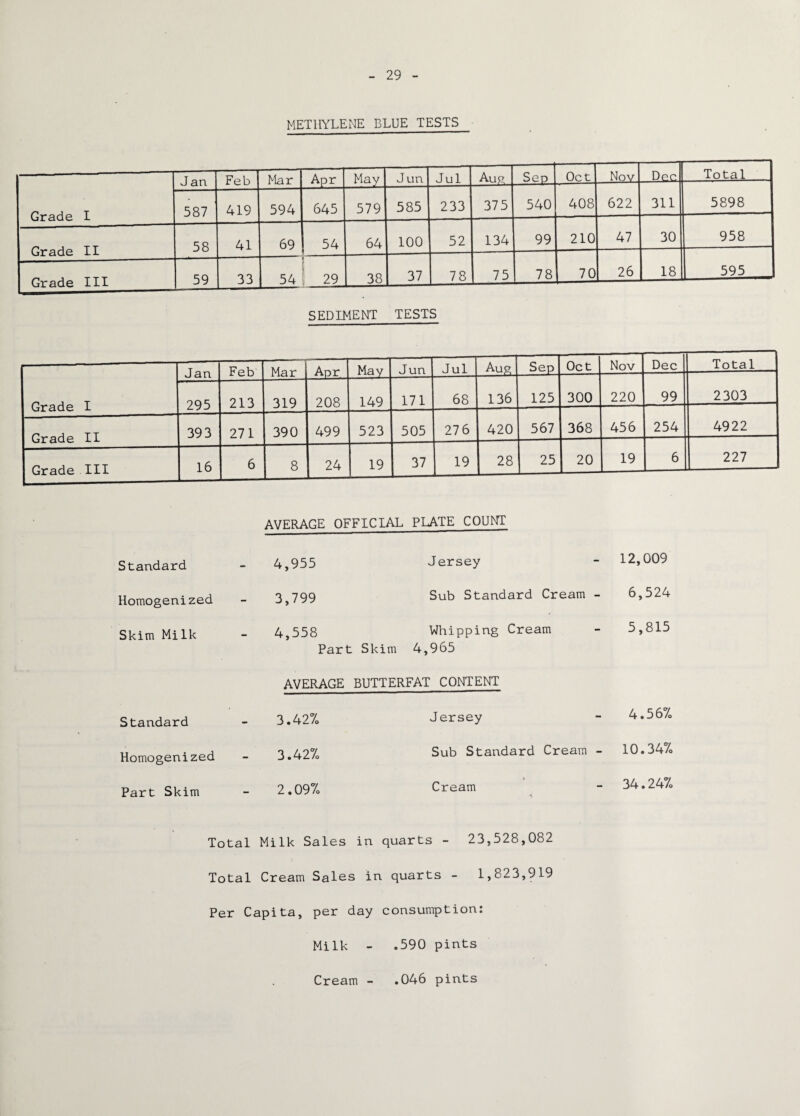 - 29 -
METHYLENE BLUE TESTS
Jan Feb Mar Apr May Jun Jul Aug Sep Oct Nov Dec Total
Grade I 587 419 594 645 579 585 233 375 540 408 622 311 5898
Grade II 58 41 69 54 64 100 52 134 99 210 47 30 958
Grade III 59 33 54 29 38 37 78 75 78 70 26 18 595
SEDIMENT TESTS
Jan Feb Mar Apr May Jun Jul Aug Sep Oct Nov Dec Total
Grade I 295 213 319 208 149 171 68 136 125 300 220 99 2303
Grade II 393 271 390 499 523 505 276 420 567 368 456 254 4922
Grade III 16 6 8 24 19 37 19 28 25 20 19 6 227
AVERAGE OFFICIAL PLATE COUNT
Standard - 4,955 Jersey - 12,009
Homogenized - 3,799 Sub Standard Cream - 6,524
Skim Milk - 4,558 Whipping Cream - 5,815
Part Skim 4,965
AVERAGE BUTTERFAT CONTENT
Standard - 3.42% Jersey - 4.56%
Homogenized - 3.42% Sub Standard Cream - 10.34%
Part Skim - 2.09% Cream - 34.24%
Total Milk Sales in quarts - 23,528,082
Total Cream Sales in quarts - 1,823,919
Per Capita, per day consumption:
Milk - .590 pints
Cream - .046 pints